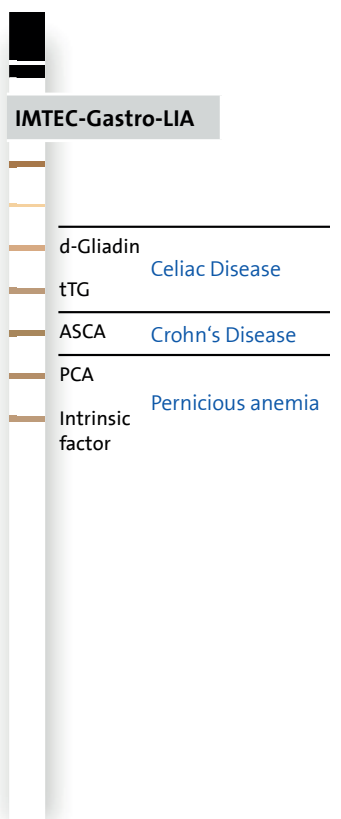 IMTEC-Gastro-LIA
d-Gliadin
Celiac Disease
tTG
ASCA
Crohn‘s Disease
PCA
Pernicious anemia
Intrinsic
factor